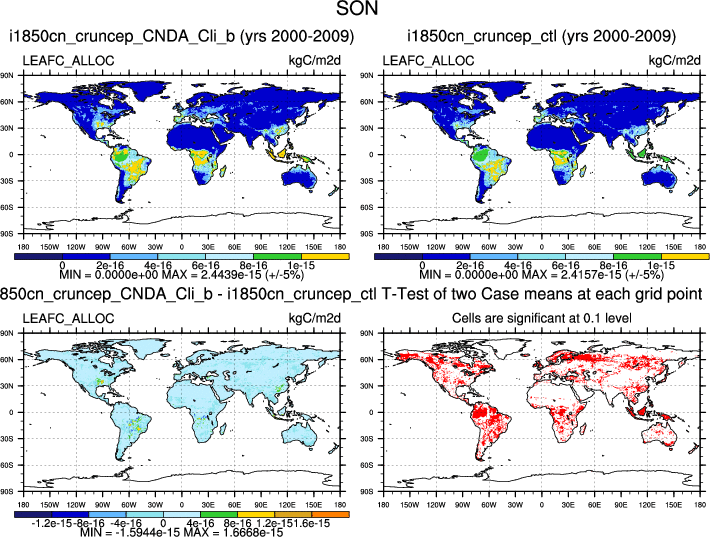 SON
i1850cn_cruncep_CNDA_Cli_b (yrs 2000-2009)
i1850cn_cruncep_ctl (yrs 2000-2009)
LEAFC_ALLOC kgC/m2d
LEAFC_ALLOC kgC/m2d
90N
60N
30N
0
30S
60S
90S
180 150W 120W 90W 60W 30W 0 30E 60E 90E 120E 150E 180
0 2e-16 4e-16 6e-16 8e-16 1e-15
MIN = 0.0000e+00 MAX = 2.4439e-15 (+/-5%)
90N
60N
30N
0
30S
60S
90S
180 150W 120W 90W 60W 30W 0 30E 60E 90E 120E 150E 180
0 2e-16 4e-16 6e-16 8e-16 1e-15
MIN = 0.0000e+00 MAX = 2.4157e-15 (+/-5%)
850cn_cruncep_CNDA_Cli_b - i1850cn_cruncep_ctl T-Test of two Case means at each grid point
LEAFC_ALLOC kgC/m2d
Cells are significant at 0.1 level
90N
60N
30N
0
30S
60S
90S
180 150W 120W 90W 60W 30W 0 30E 60E 90E 120E 150E 180
-1.2e-15 -8e-16 -4e-16 0 4e-16 8e-16 1.2e-15 1.6e-15
MIN = -1.5944e-15 MAX = 1.6668e-15
90N
60N
30N
0
30S
60S
90S
180 150W 120W 90W 60W 30W 0 30E 60E 90E 120E 150E 180